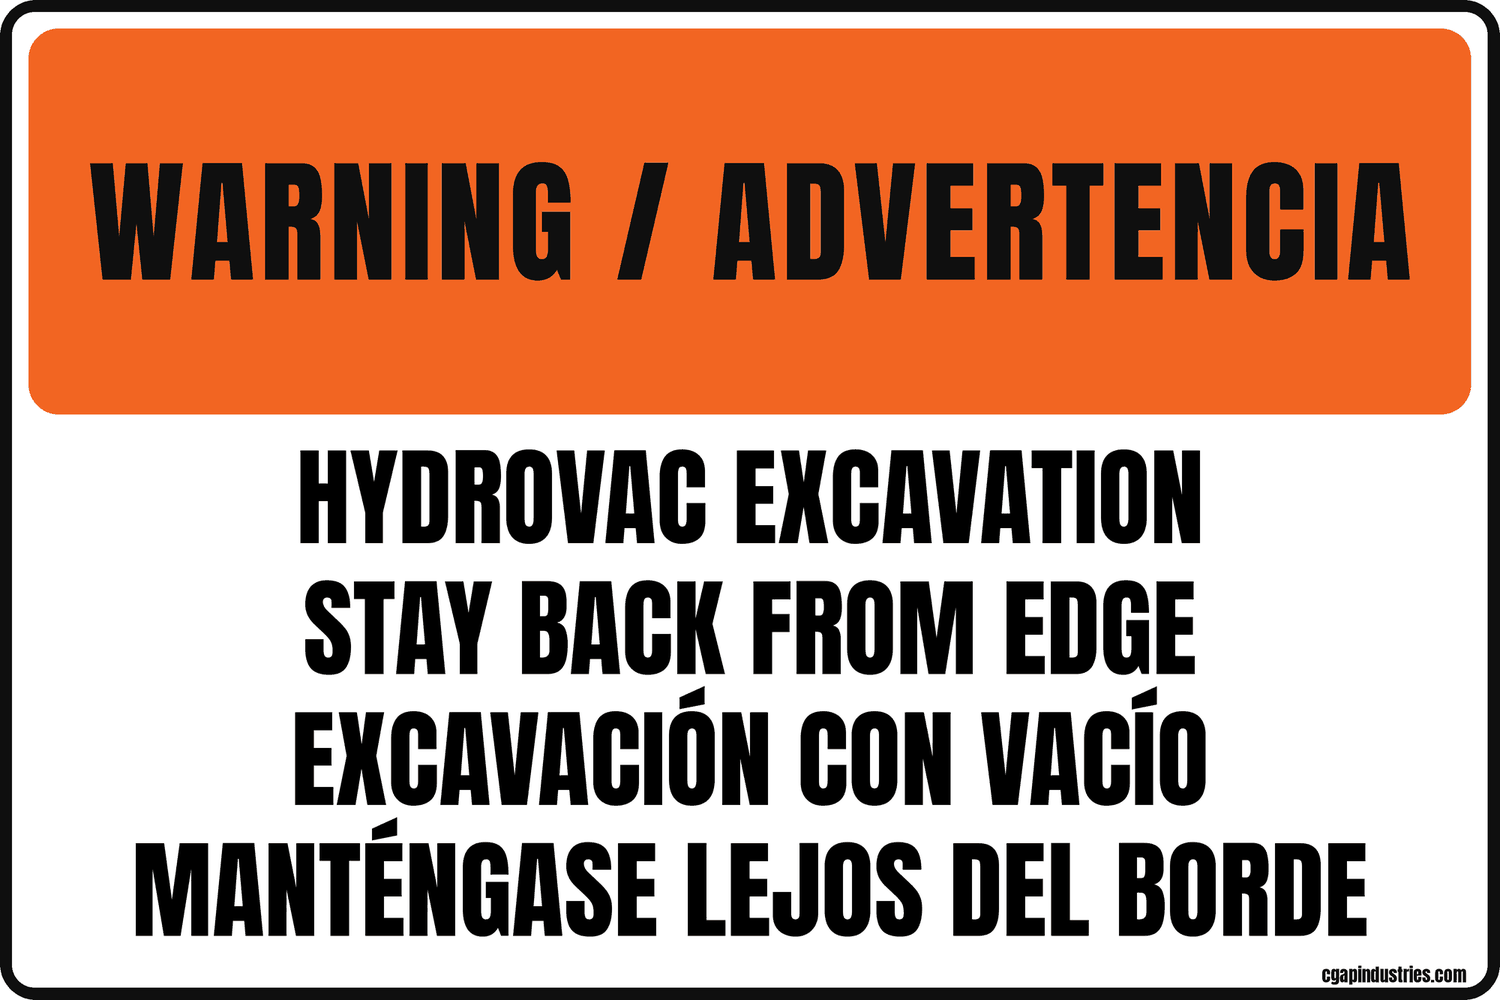 WARNING / ADVERTENCIA
HYDROVAC EXCAVATION
STAY BACK FROM EDGE
EXCAVACIÓN CON VACÍO
MANTÉNGASE LEJOS DEL BORDE
cgapindustries.com